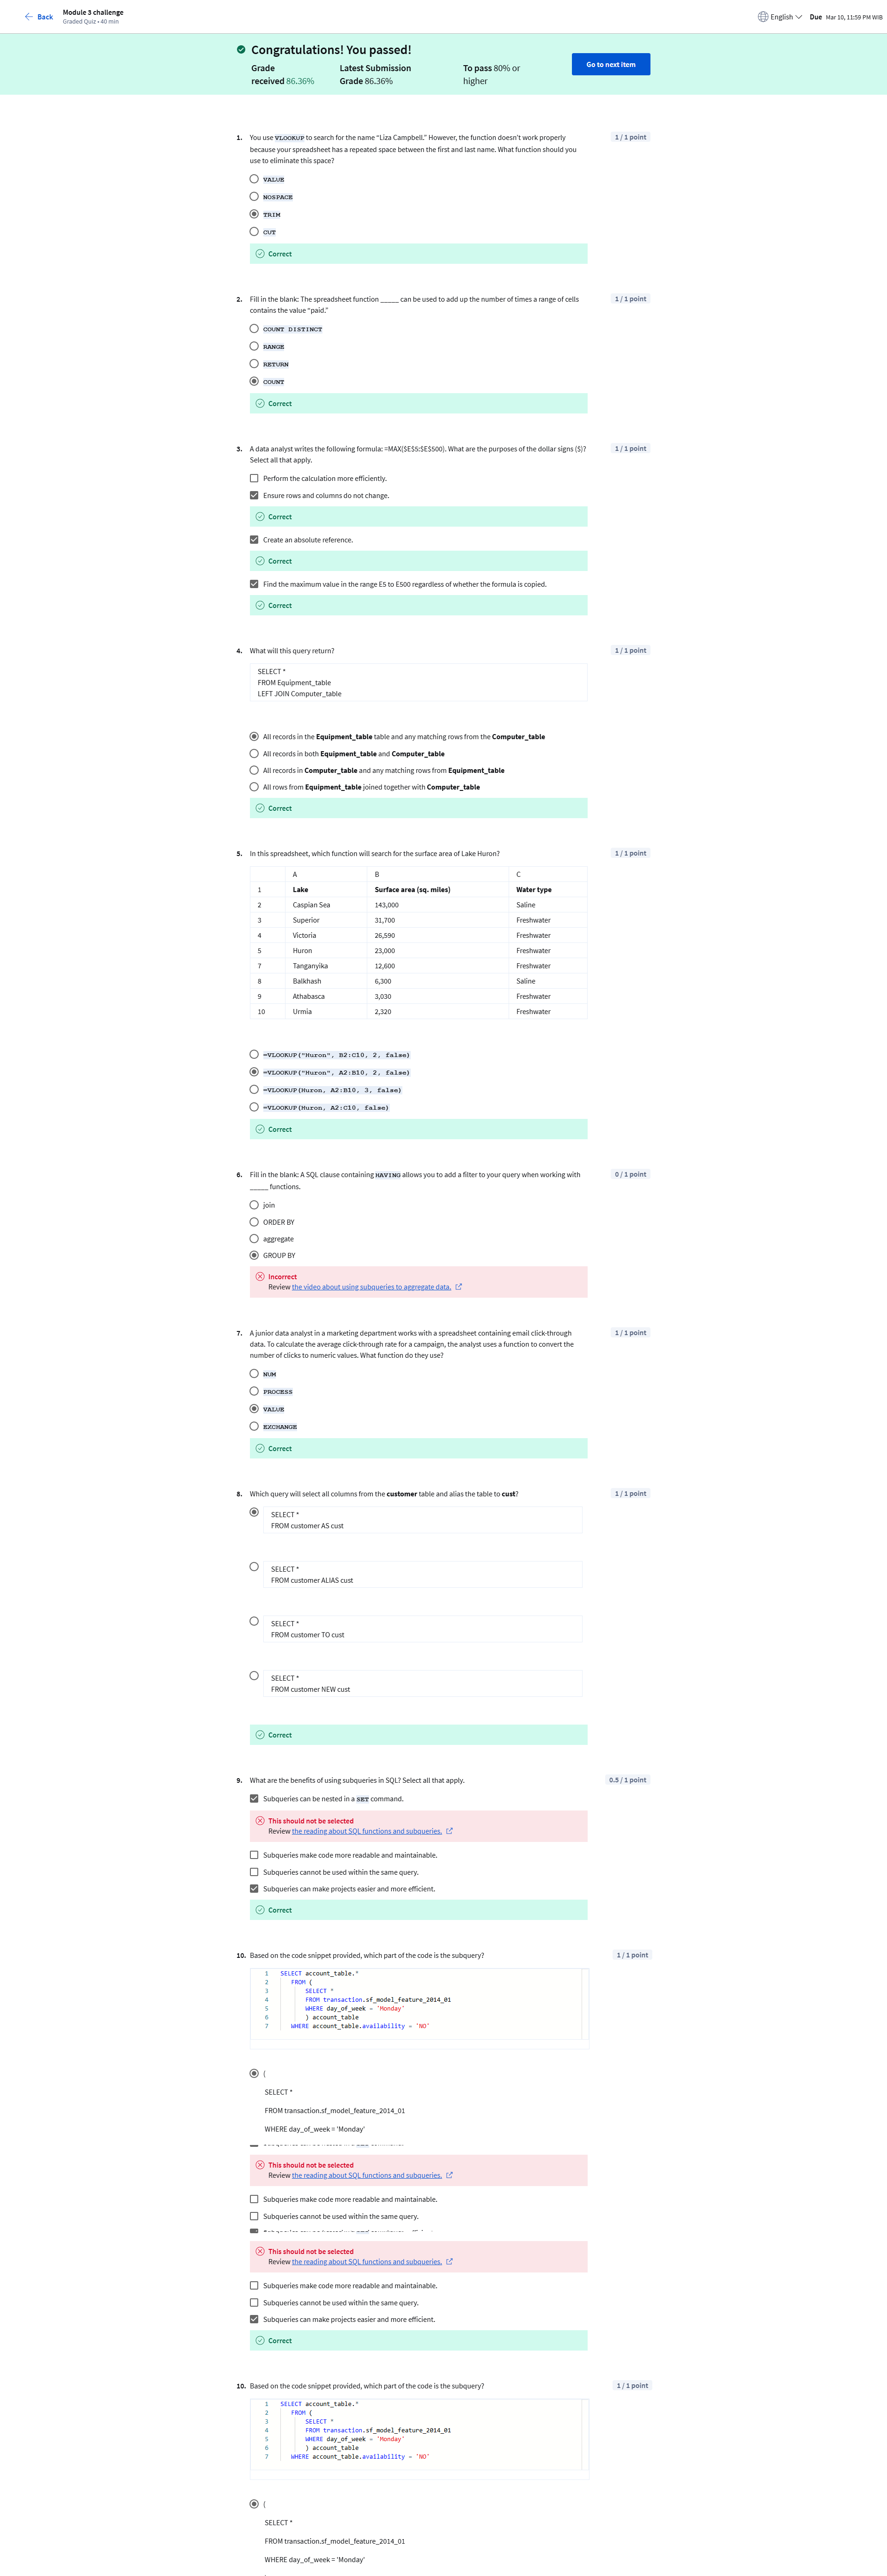 Back
Module 3 challenge
Graded Quiz • 40 min
English
Due Mar 10, 11:59 PM WIB
Congratulations! You passed!
Grade received 86.36%
Latest Submission Grade 86.36%
To pass 80% or higher
Go to next item
1. You use VLOOKUP to search for the name “Liza Campbell.” However, the function doesn’t work properly
because your spreadsheet has a repeated space between the first and last name. What function should you
use to eliminate this space?
1 / 1 point
VALUE
NOSPACE
TRIM
CUT
Correct
2. Fill in the blank: The spreadsheet function _____ can be used to add up the number of times a range of cells
contains the value “paid.”
1 / 1 point
COUNT DISTINCT
RANGE
RETURN
COUNT
Correct
3. A data analyst writes the following formula: =MAX($E$5:$E$500). What are the purposes of the dollar signs ($)?
Select all that apply.
1 / 1 point
Perform the calculation more efficiently.
Ensure rows and columns do not change.
Correct
Create an absolute reference.
Correct
Find the maximum value in the range E5 to E500 regardless of whether the formula is copied.
Correct
4. What will this query return?
1 / 1 point
SELECT *
FROM Equipment_table
LEFT JOIN Computer_table
All records in the Equipment_table table and any matching rows from the Computer_table
All records in both Equipment_table and Computer_table
All records in Computer_table and any matching rows from Equipment_table
All rows from Equipment_table joined together with Computer_table
Correct
5. In this spreadsheet, which function will search for the surface area of Lake Huron?
1 / 1 point
A B C
1 Lake Surface area (sq. miles) Water type
2 Caspian Sea 143,000 Saline
3 Superior 31,700 Freshwater
4 Victoria 26,590 Freshwater
5 Huron 23,000 Freshwater
7 Tanganyika 12,600 Freshwater
8 Balkhash 6,300 Saline
9 Athabasca 3,030 Freshwater
10 Urmia 2,320 Freshwater
=VLOOKUP("Huron", B2:C10, 2, false)
=VLOOKUP("Huron", A2:B10, 2, false)
=VLOOKUP(Huron, A2:B10, 3, false)
=VLOOKUP(Huron, A2:C10, false)
Correct
6. Fill in the blank: A SQL clause containing HAVING allows you to add a filter to your query when working with
_____ functions.
0 / 1 point
join
ORDER BY
aggregate
GROUP BY
Incorrect
Review the video about using subqueries to aggregate data.
7. A junior data analyst in a marketing department works with a spreadsheet containing email click-through
data. To calculate the average click-through rate for a campaign, the analyst uses a function to convert the
number of clicks to numeric values. What function do they use?
1 / 1 point
NUM
PROCESS
VALUE
EXCHANGE
Correct
8. Which query will select all columns from the customer table and alias the table to cust?
1 / 1 point
SELECT *
FROM customer AS cust
SELECT *
FROM customer ALIAS cust
SELECT *
FROM customer TO cust
SELECT *
FROM customer NEW cust
Correct
9. What are the benefits of using subqueries in SQL? Select all that apply.
0.5 / 1 point
Subqueries can be nested in a SET command.
This should not be selected
Review the reading about SQL functions and subqueries.
Subqueries make code more readable and maintainable.
Subqueries cannot be used within the same query.
Subqueries can make projects easier and more efficient.
Correct
10. Based on the code snippet provided, which part of the code is the subquery?
1 / 1 point
1 SELECT account_table.*
2 FROM (
3 SELECT *
4 FROM transaction.sf_model_feature_2014_01
5 WHERE day_of_week = 'Monday'
6 ) account_table
7 WHERE account_table.availability = 'NO'
(
SELECT *
FROM transaction.sf_model_feature_2014_01
WHERE day_of_week = 'Monday'
This should not be selected
Review the reading about SQL functions and subqueries.
Subqueries make code more readable and maintainable.
Subqueries cannot be used within the same query.
This should not be selected
Review the reading about SQL functions and subqueries.
Subqueries make code more readable and maintainable.
Subqueries cannot be used within the same query.
Subqueries can make projects easier and more efficient.
Correct
10. Based on the code snippet provided, which part of the code is the subquery?
1 / 1 point
1 SELECT account_table.*
2 FROM (
3 SELECT *
4 FROM transaction.sf_model_feature_2014_01
5 WHERE day_of_week = 'Monday'
6 ) account_table
7 WHERE account_table.availability = 'NO'
(
SELECT *
FROM transaction.sf_model_feature_2014_01
WHERE day_of_week = 'Monday'